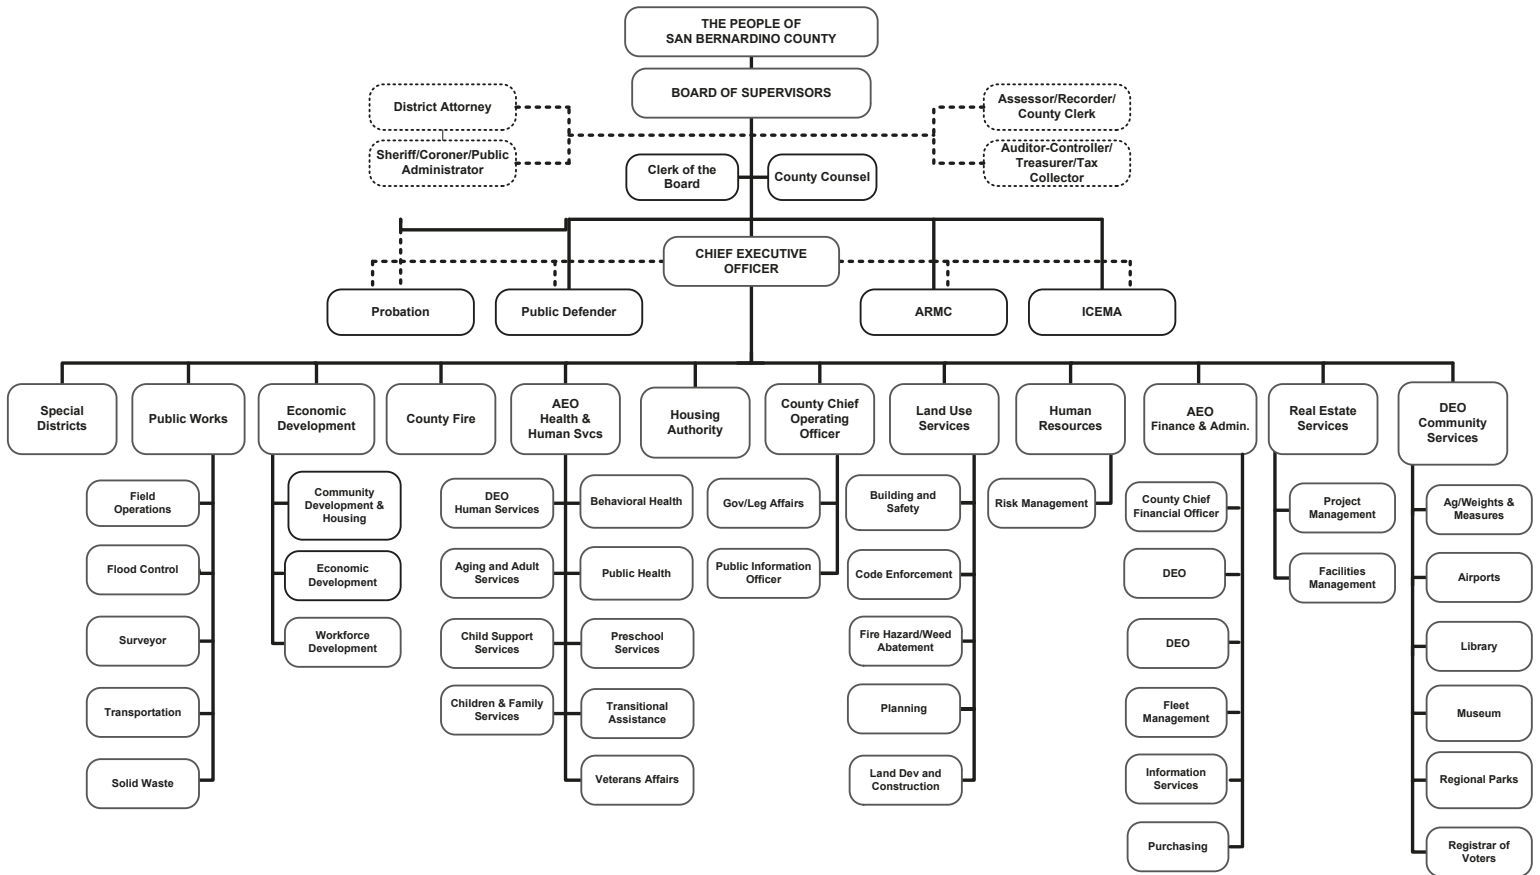 THE PEOPLE OF
SAN BERNARDINO COUNTY
BOARD OF SUPERVISORS
District Attorney
Sheriff/Coroner/Public
Administrator
Assessor/Recorder/
County Clerk
Auditor-Controller/
Treasurer/Tax
Collector
Clerk of the
Board
County Counsel
CHIEF EXECUTIVE
OFFICER
Probation
Public Defender
ARMC
ICEMA
Special
Districts
Public Works
Economic
Development
County Fire
AEO
Health &
Human Svcs
Housing
Authority
County Chief
Operating
Officer
Land Use
Services
Human
Resources
AEO
Finance & Admin.
Real Estate
Services
DEO
Community
Services
Field
Operations
Flood Control
Surveyor
Transportation
Solid Waste
Community
Development &
Housing
Economic
Development
Workforce
Development
DEO
Human Services
Aging and Adult
Services
Child Support
Services
Children & Family
Services
Behavioral Health
Public Health
Preschool
Services
Transitional
Assistance
Veterans Affairs
Gov/Leg Affairs
Public Information
Officer
Building and
Safety
Code Enforcement
Fire Hazard/Weed
Abatement
Planning
Land Dev and
Construction
Risk Management
County Chief
Financial Officer
DEO
DEO
Fleet
Management
Information
Services
Purchasing
Project
Management
Facilities
Management
Ag/Weights &
Measures
Airports
Library
Museum
Regional Parks
Registrar of
Voters